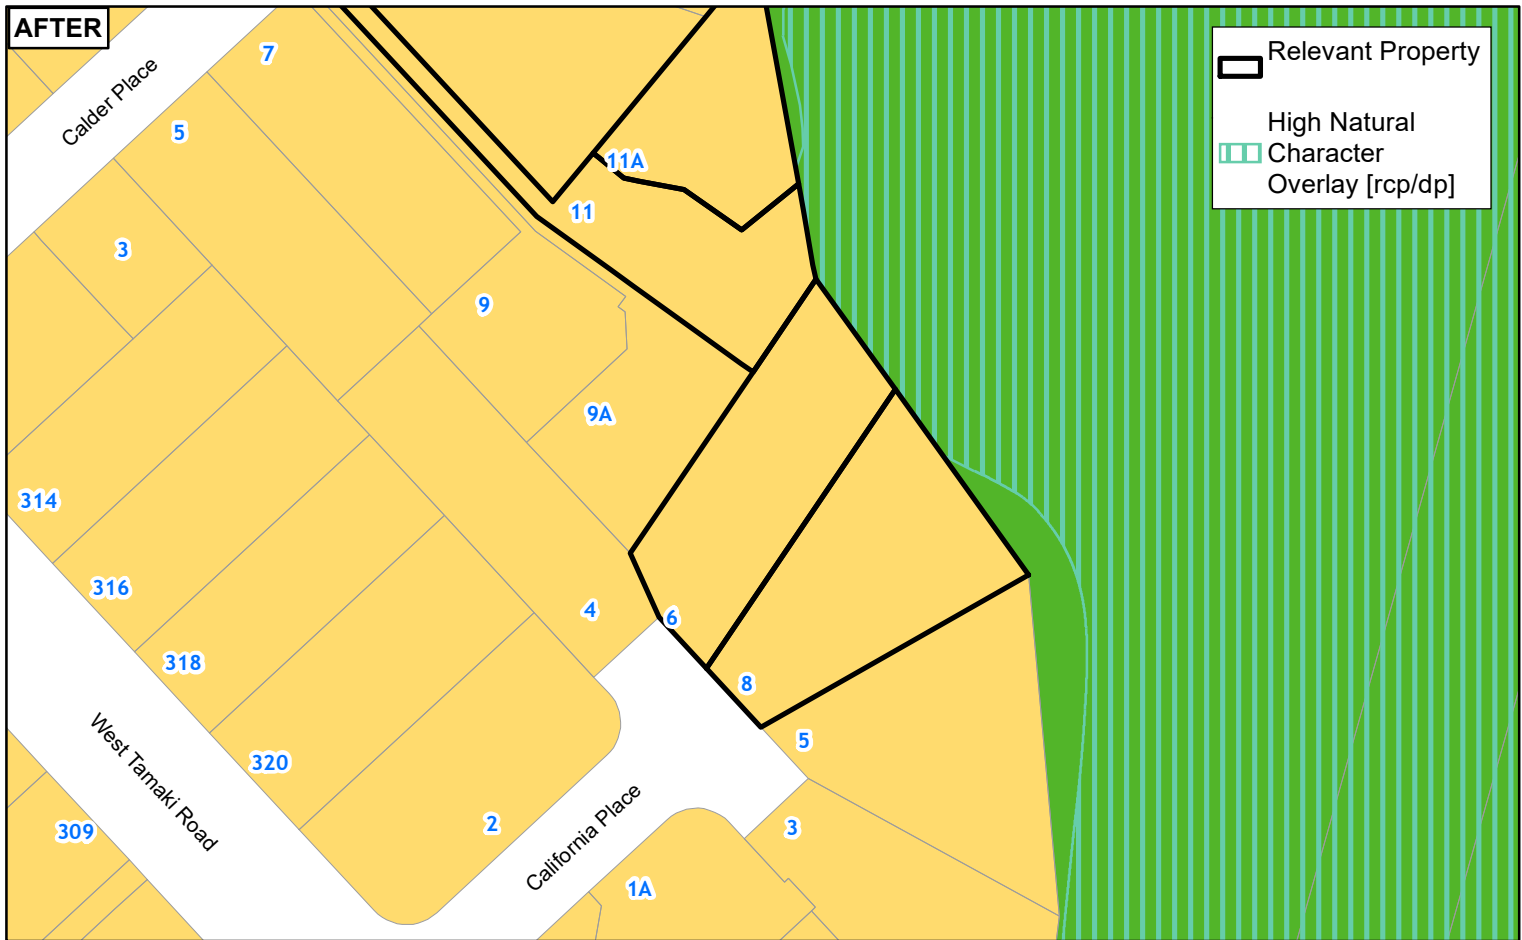 AFTER
Relevant Property
High Natural
Character
Overlay [rcp/dp]
Calder Place
7
5
3
11A
11
9
9A
314
316
318
320
4
6
8
5
2
3
1A
309
West Tamaki Road
California Place